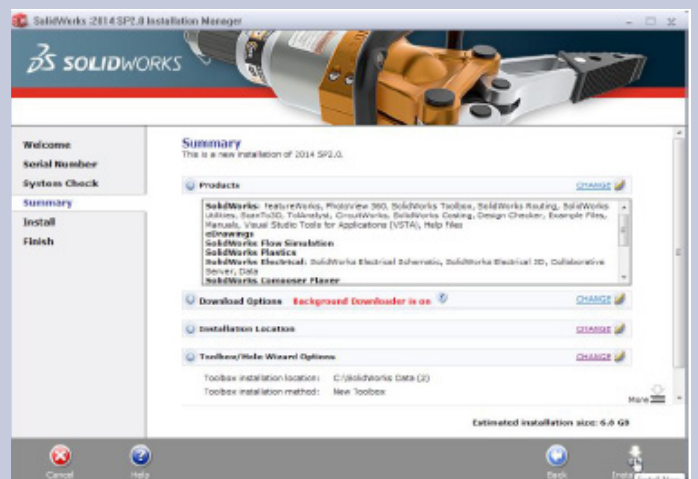 SolidWorks 2014 SP2.0 Installation Manager
SOLIDWORKS
Welcome
Serial Number
System Check
Summary
Install
Finish
Summary
This is a new installation of 2014 SP2.0.
Products CHANGE
SolidWorks: FeatureWorks, PhotoView 360, SolidWorks Toolbox, SolidWorks Routing, SolidWorks
Utilities, ScanTo3D, TolAnalyst, CircuitWorks, SolidWorks Costing, Design Checker, Example Files,
Manuals, Visual Studio Tools for Applications (VSTA), Help Files
eDrawings
SolidWorks Flow Simulation
SolidWorks Plastics
SolidWorks Electrical: SolidWorks Electrical Schematic, SolidWorks Electrical 3D, Collaborative
Server, Data
SolidWorks Composer Player
Download Options Background Downloader is on CHANGE
Installation Location CHANGE
Toolbox/Hole Wizard Options CHANGE
Toolbox installation location: C:\SolidWorks Data (2)
Toolbox installation method: New Toolbox
More
Estimated installation size: 6.6 GB
Cancel
Help
Back